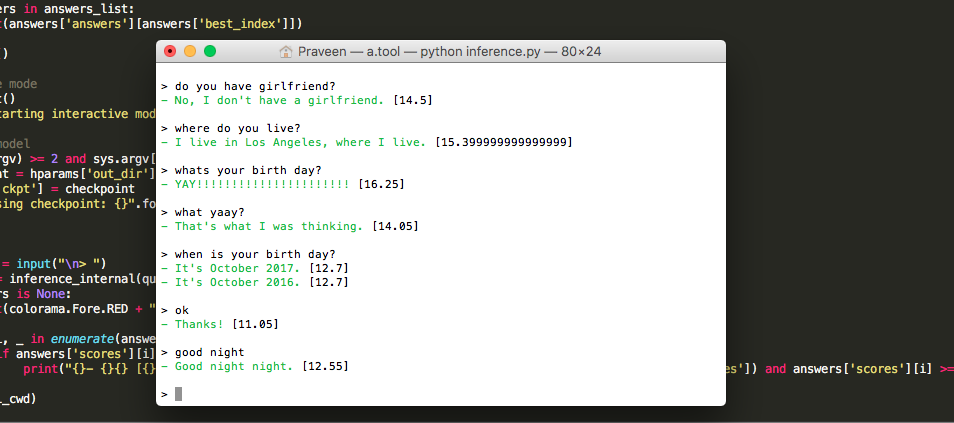 ers in answers_list:
t(answers['answers'][answers['best_index']])
)
e mode
t()
tarting interactive mod
model
rgv) >= 2 and sys.argv[
nt = hparams['out_dir']
ckpt'] = checkpoint
sing checkpoint: {}".fo
= input("\n> ")
= inference_internal(qu
rs is None:
t(colorama.Fore.RED + "
i, _ in enumerate(answe
if answers['scores'][i]
print("{}- {}{} [{}
es']) and answers['scores'][i] >=
l_cwd)
Praveen — a.tool — python inference.py — 80×24
> do you have girlfriend?
- No, I don't have a girlfriend. [14.5]
> where do you live?
- I live in Los Angeles, where I live. [15.399999999999999]
> whats your birth day?
- YAY!!!!!!!!!!!!!!!!!!!!!! [16.25]
> what yaay?
- That's what I was thinking. [14.05]
> when is your birth day?
- It's October 2017. [12.7]
- It's October 2016. [12.7]
> ok
- Thanks! [11.05]
> good night
- Good night night. [12.55]
>